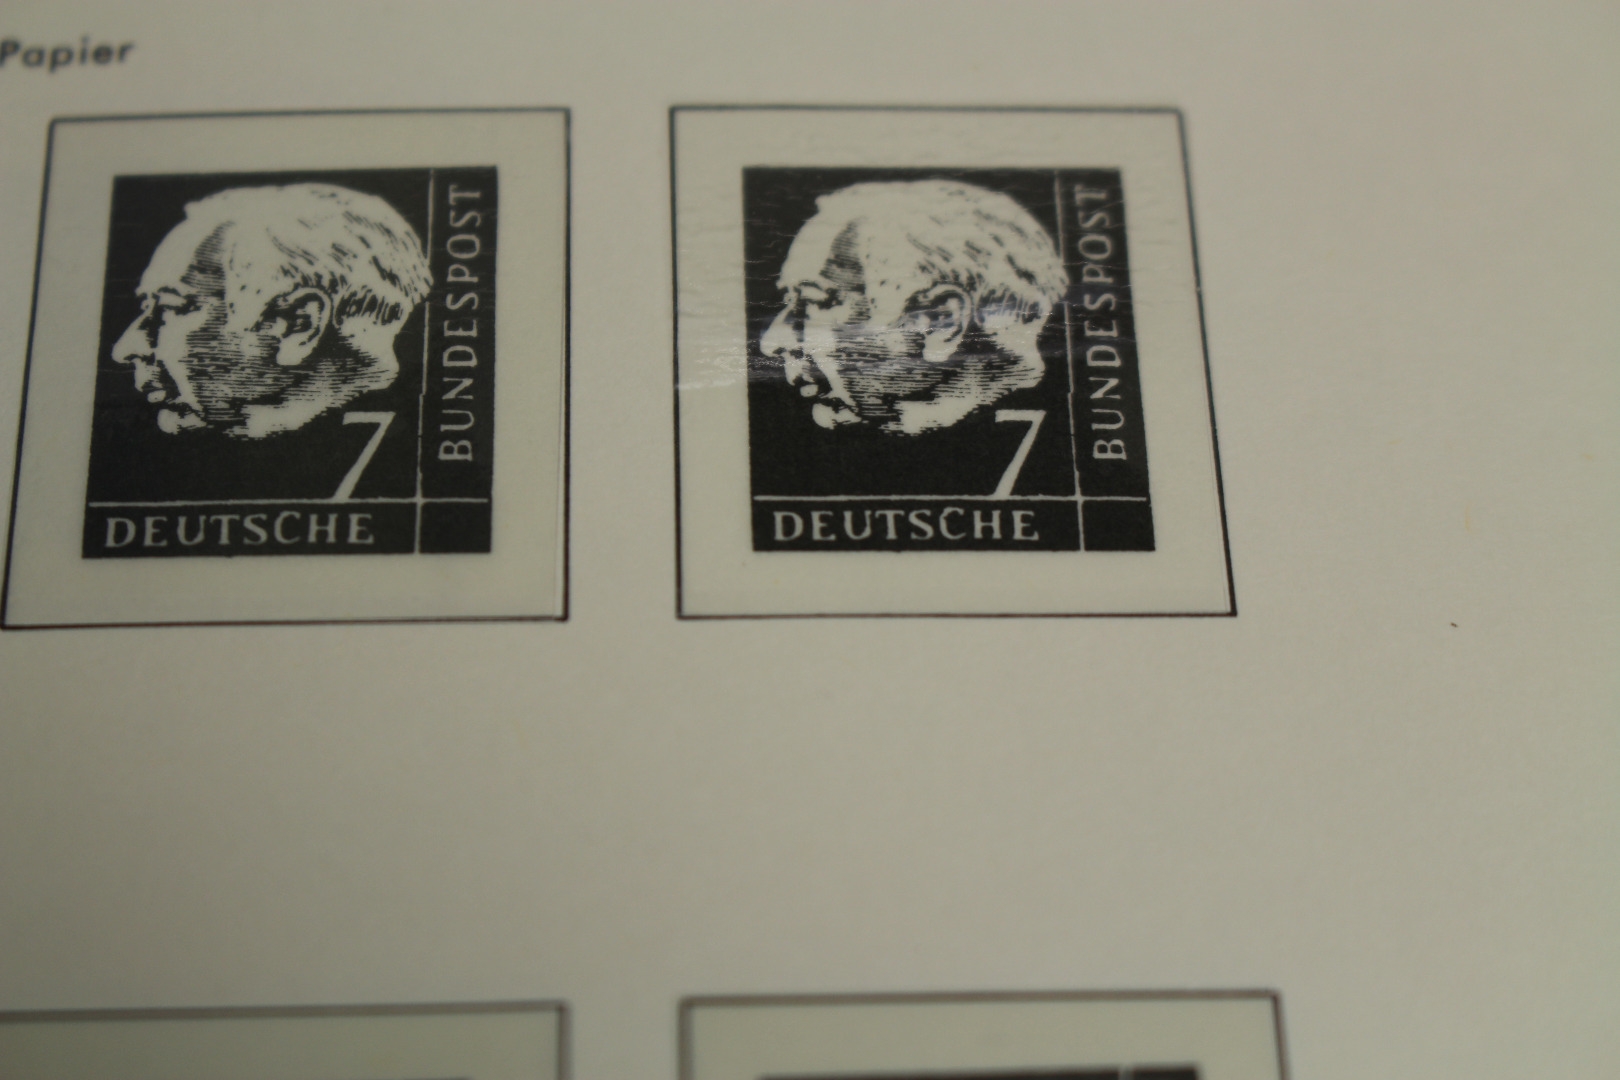 Papier
BUNDESPOST
7
DEUTSCHE
BUNDESPOST
7
DEUTSCHE